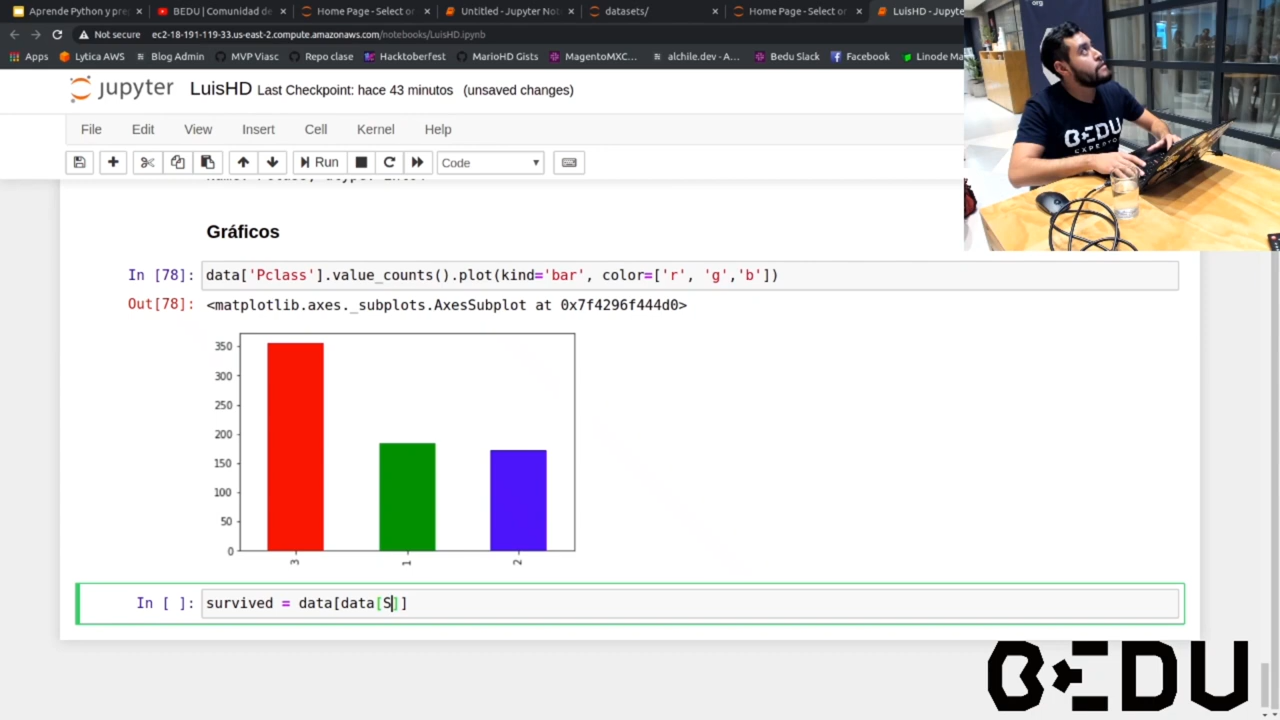 Aprende Python y pre
BEDU | Comunidad de
Home Page - Select or
Untitled - Jupyter Not
datasets/
Home Page - Select or
LuisHD - Jupyte
Not secure
ec2-18-191-119-33.us-east-2.compute.amazonaws.com/notebooks/LuisHD.ipynb
Apps
Lytica AWS
Blog Admin
MVP Viasc
Repo clase
Hacktoberfest
MarioHD Gists
MagentoMXC...
alchile.dev - A...
Bedu Slack
Facebook
Linode Ma
org
BEDU
EXPERTO
jupyter LuisHD Last Checkpoint: hace 43 minutos (unsaved changes)
File Edit View Insert Cell Kernel Help
Run Code
Gráficos
In [78]: data['Pclass'].value_counts().plot(kind='bar', color=['r', 'g','b'])
Out[78]: <matplotlib.axes._subplots.AxesSubplot at 0x7f4296f444d0>
350
300
250
200
150
100
50
0
3 1 2
In [ ]: survived = data[data[S]]
BEDU